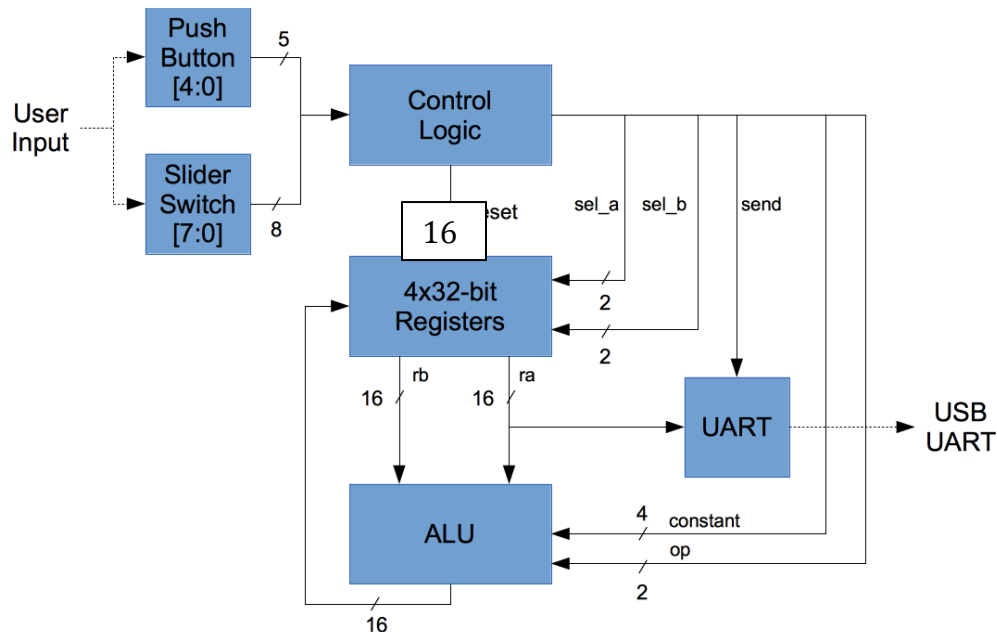 Push
Button
[4:0]
5
User
Input
Slider
Switch
[7:0]
8
Control
Logic
eset
16
sel_a
sel_b
send
4x32-bit
Registers
2
2
rb
ra
16
16
UART
USB
UART
ALU
4
constant
op
2
16